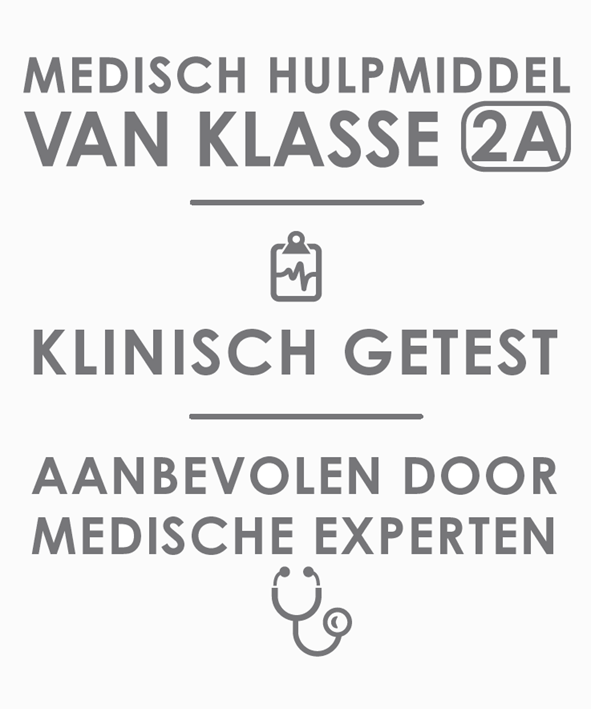 MEDISCH HULPMIDDEL
VAN KLASSE 2A
KLINISCH GETEST
AANBEVOLEN DOOR
MEDISCHE EXPERTEN